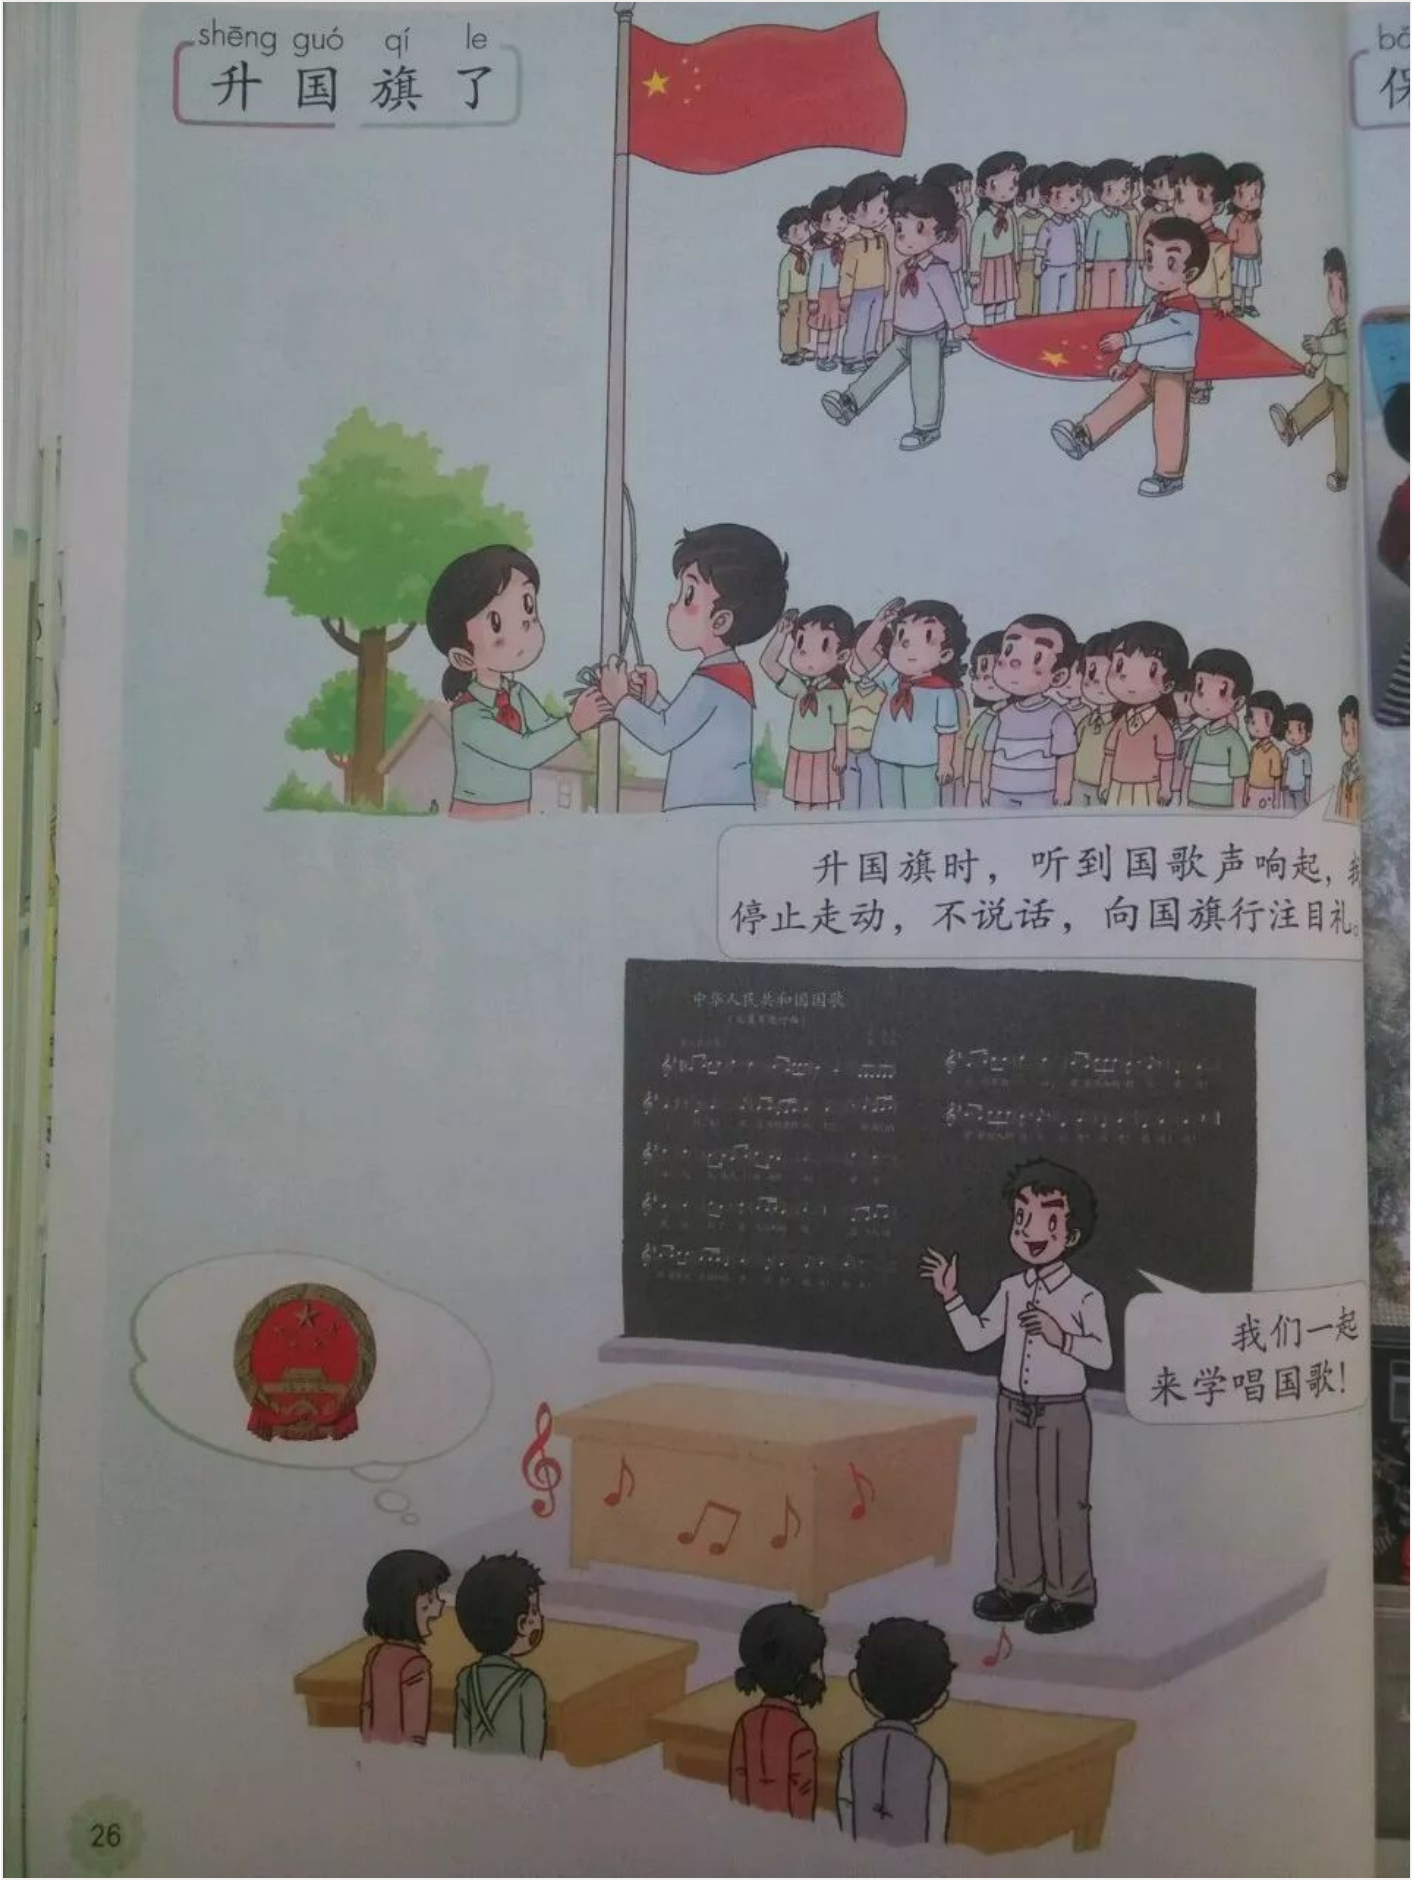 shēng guó qí le
升国旗了
升国旗时，听到国歌声响起，我
停止走动，不说话，向国旗行注目礼。
中华人民共和国国歌
我们一起
来学唱国歌！
26